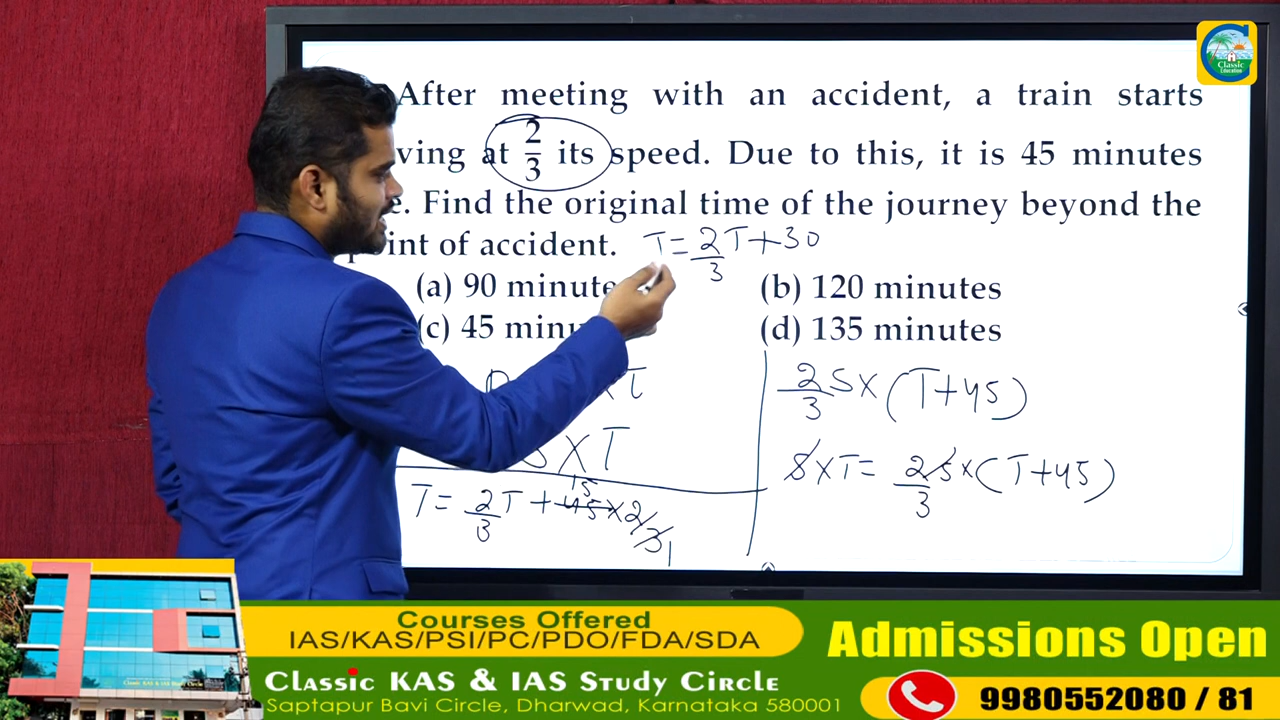 Classic
Education
After meeting with an accident, a train starts
ving at 2/3 its speed. Due to this, it is 45 minutes
e. Find the original time of the journey beyond the
int of accident. T = 2/3 T + 30
(a) 90 minute (b) 120 minutes
(c) 45 minu (d) 135 minutes
× T 2/3 S × (T + 45)
S × T S × T = 2/3 S × (T + 45)
T = 2/3 T + 45 × 2/3
15
1
Courses Offered
IAS/KAS/PSI/PC/PDO/FDA/SDA
Classic KAS & IAS Study Circle
Saptapur Bavi Circle, Dharwad, Karnataka 580001
Admissions Open
9980552080 / 81